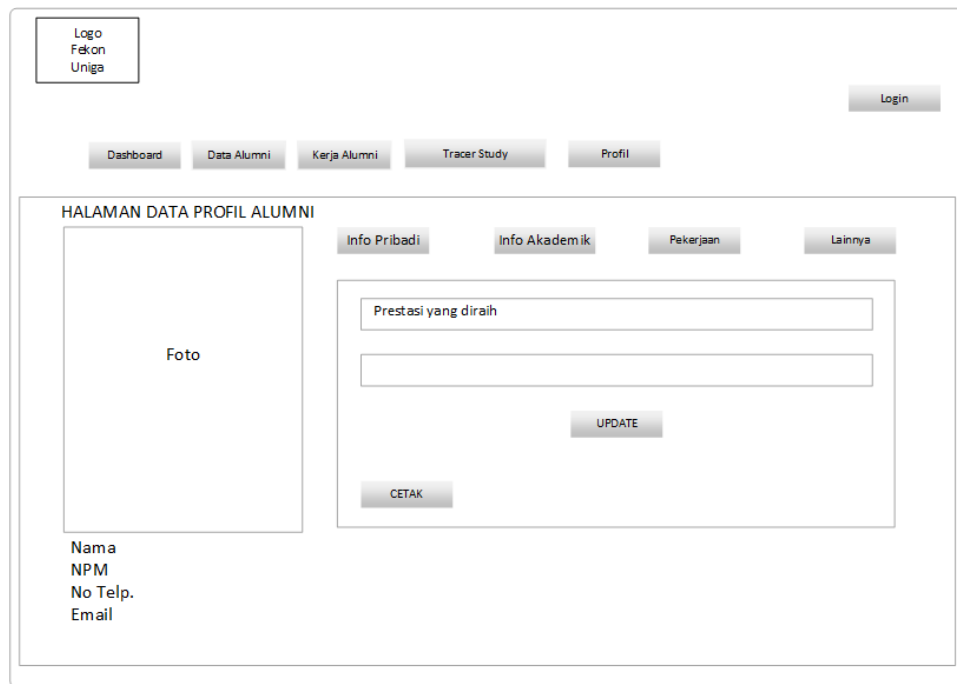 Logo
Fekon
Uniga
Login
Dashboard
Data Alumni
Kerja Alumni
Tracer Study
Profil
HALAMAN DATA PROFIL ALUMNI
Info Pribadi
Info Akademik
Pekerjaan
Lainnya
Prestasi yang diraih
Foto
UPDATE
CETAK
Nama
NPM
No Telp.
Email